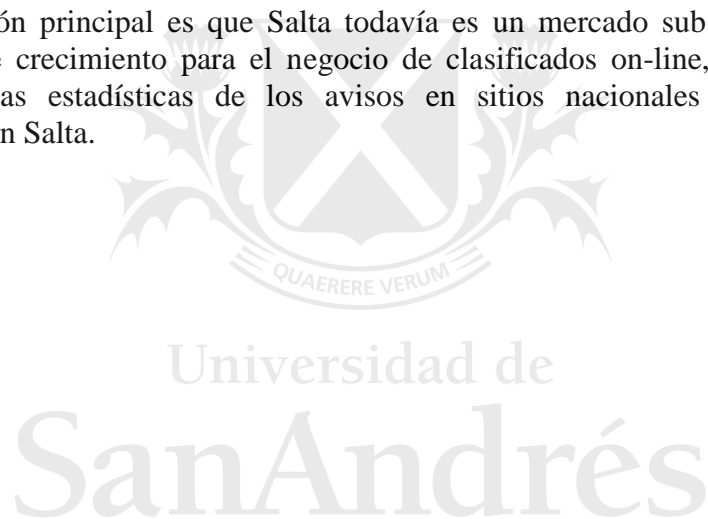 ón principal es que Salta todavía es un mercado sub
e crecimiento para el negocio de clasificados on-line,
as estadísticas de los avisos en sitios nacionales
n Salta.
QUAERERE VERUM
Universidad de
SanAndrés